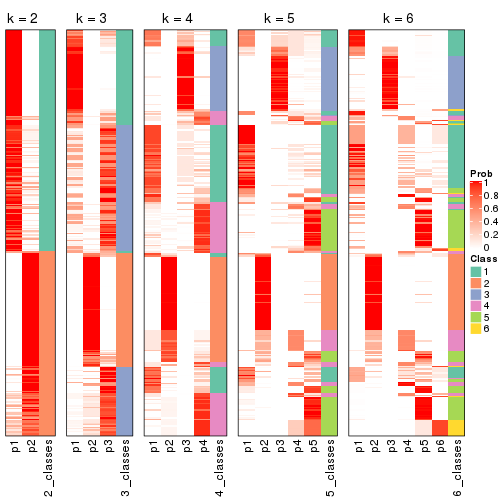 k = 2
k = 3
k = 4
k = 5
k = 6
Prob
1
0.8
0.6
0.4
0.2
0
Class
1
2
3
4
5
6
p1
p2
2_classes
p1
p2
p3
3_classes
p1
p2
p3
p4
4_classes
p1
p2
p3
p4
p5
5_classes
p1
p2
p3
p4
p5
p6
6_classes